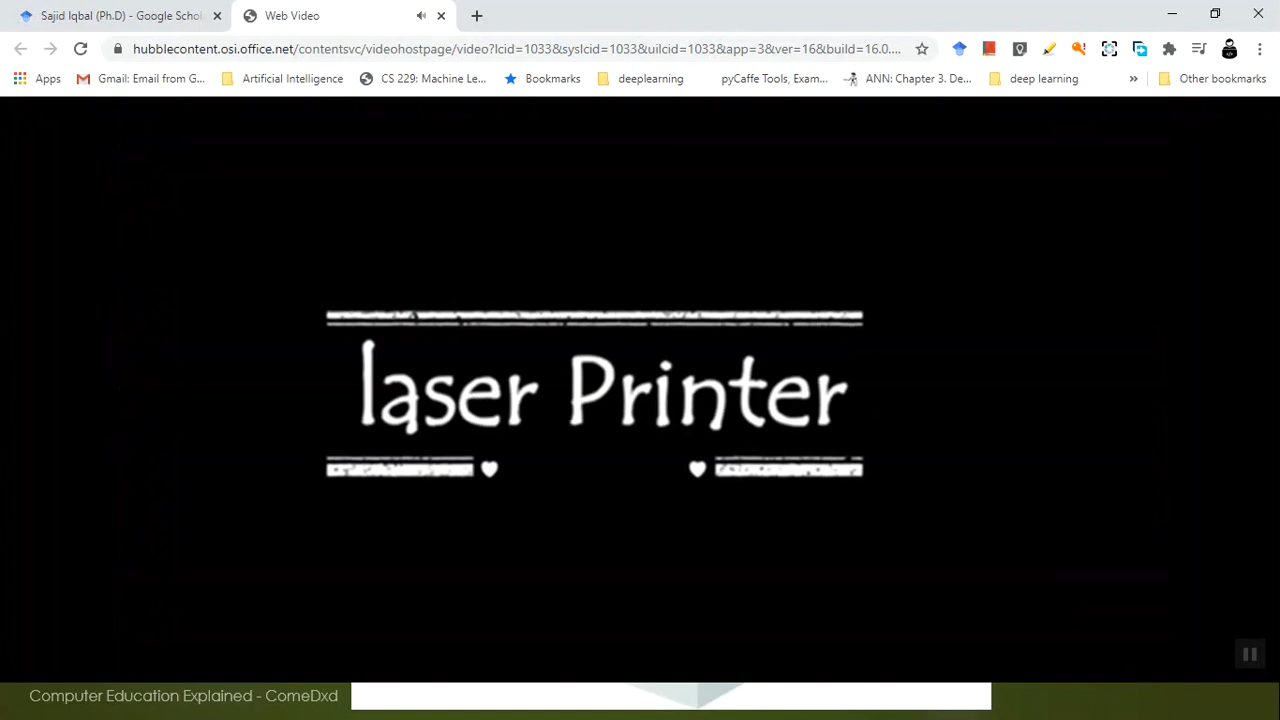 Sajid Iqbal (Ph.D) - Google Schol
Web Video
hubblecontent.osi.office.net/contentsvc/videohostpage/video?lcid=1033&syslcid=1033&uilcid=1033&app=3&ver=16&build=16.0....
Apps
Gmail: Email from G...
Artificial Intelligence
CS 229: Machine Le...
Bookmarks
deeplearning
pyCaffe Tools, Exam...
ANN: Chapter 3. De...
deep learning
Other bookmarks
laser Printer
Computer Education Explained - ComeDxd